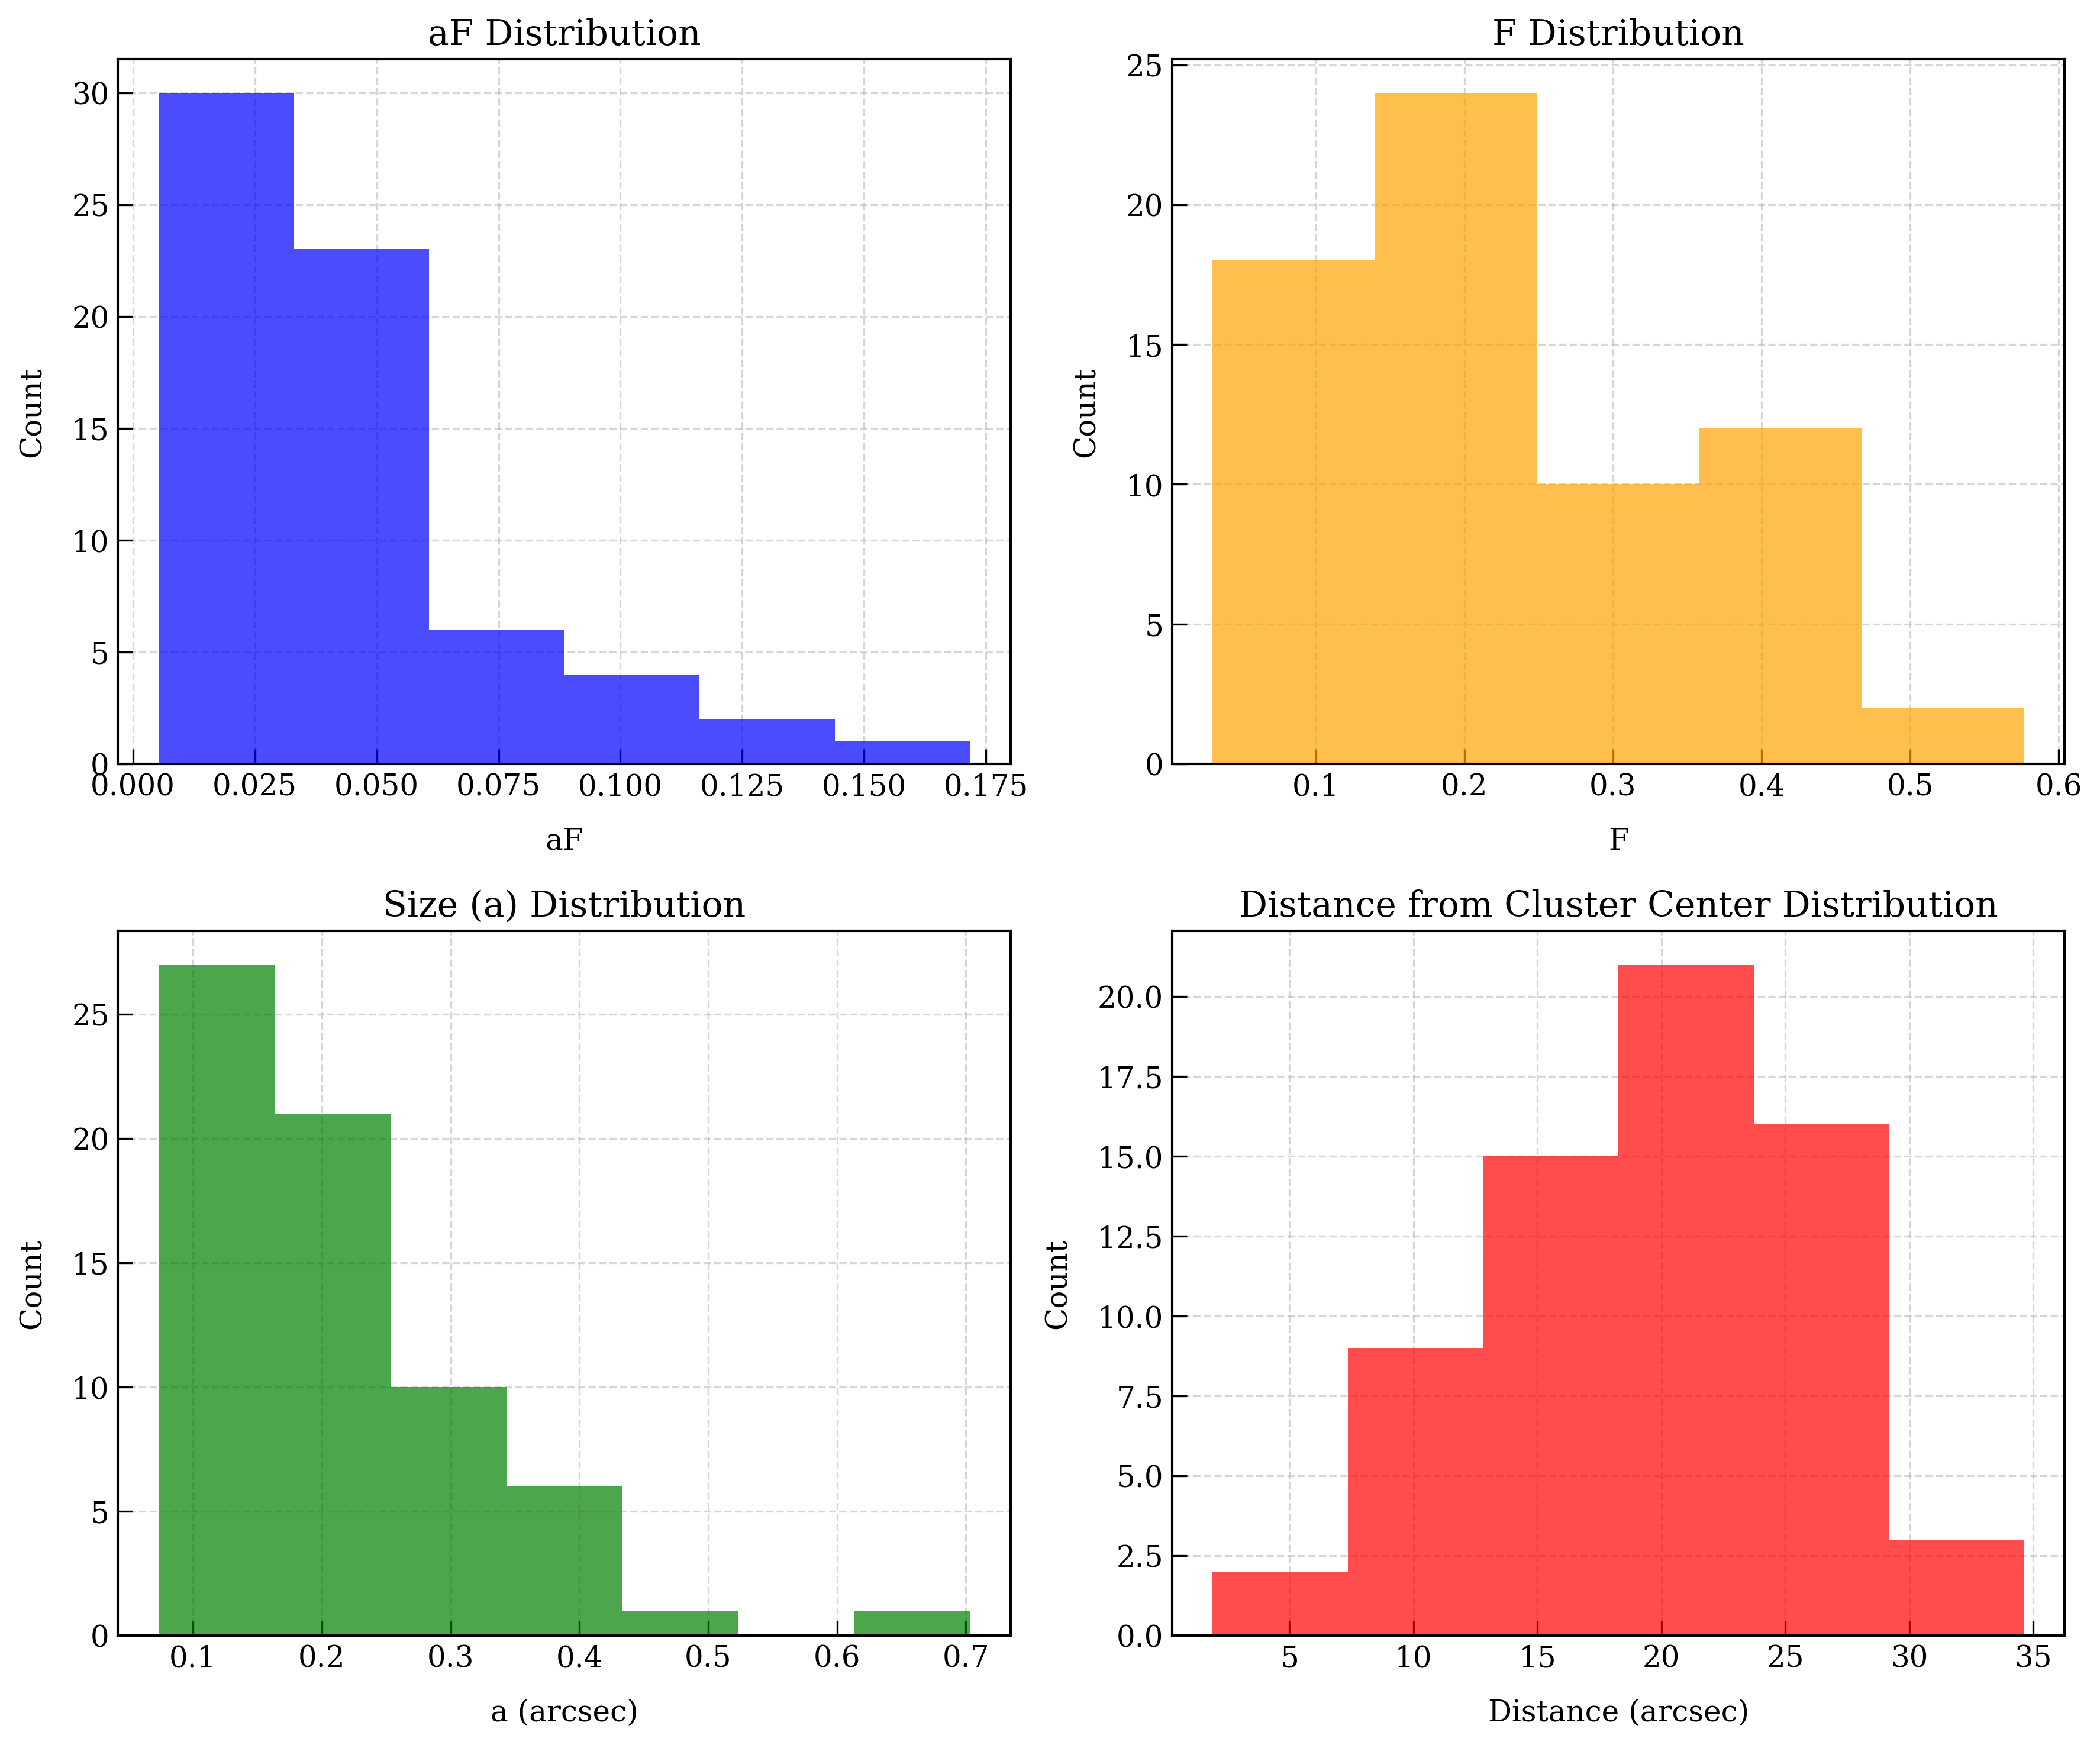 aF Distribution
30
25
20
15
10
5
0
Count
0.000 0.025 0.050 0.075 0.100 0.125 0.150 0.175
aF
F Distribution
25
20
15
10
5
0
Count
0.1 0.2 0.3 0.4 0.5 0.6
F
Size (a) Distribution
25
20
15
10
5
0
Count
0.1 0.2 0.3 0.4 0.5 0.6 0.7
a (arcsec)
Distance from Cluster Center Distribution
20.0
17.5
15.0
12.5
10.0
7.5
5.0
2.5
0.0
Count
5 10 15 20 25 30 35
Distance (arcsec)